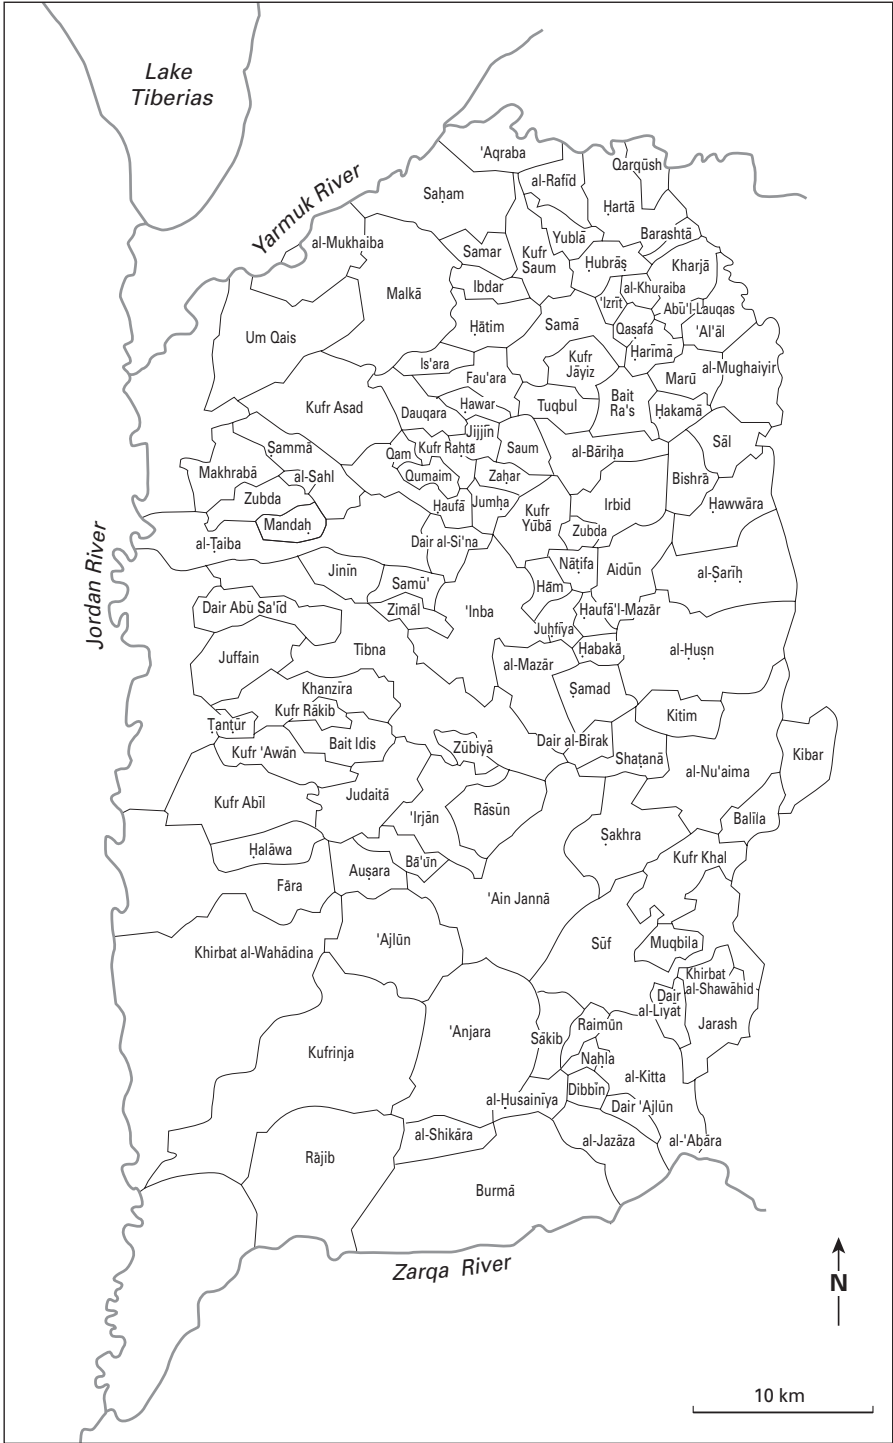 Lake
Tiberias
'Aqraba
Qarqūsh
al-Rafīd
Saḥam
Ḥartā
Yarmuk River
Barashtā
Yublā
al-Mukhaiba
Samar
Kufr
Saum
Ḥubrāṣ
Kharjā
Malkā
Ibdar
al-Khuraiba
'Izrīt
Abū'l-Lauqas
Um Qais
Ḥātim
Samā
Qaṣafa
'Al'āl
Ḥarīmā
Is'ara
Kufr
Jāyiz
al-Mughaiyir
Fau'ara
Marū
Kufr Asad
Dauqara
Ḥawar
Tuqbul
Bait
Ra's
Ḥakamā
Jijjīn
Ṣammā
Qam
Kufr Raḥtā
Saum
al-Bāriḥa
Sāl
Makhrabā
al-Sahl
Qumaim
Zaḥar
Bishrā
Zubda
Ḥaufā
Jumḥa
Kufr
Yūbā
Irbid
Ḥawwāra
Mandaḥ
Zubda
al-Ṭaiba
Dair al-Si'na
Jordan River
Jinīn
Samū'
Nāṭifa
Aidūn
al-Ṣarīḥ
Hām
Dair Abū Sa'īd
Zimāl
'Inba
Ḥaufā'l-Mazār
Juḥfīya
Juffain
Tibna
al-Mazār
Ḥabakā
al-Ḥuṣn
Khanzīra
Ṣamad
Kufr Rākib
Kitim
Ṭanṭūr
Kufr 'Awān
Bait Idis
Zūbiyā
Dair al-Birak
Shaṭanā
Kibar
al-Nu'aima
Kufr Abīl
Judaitā
'Irjān
Rāsūn
Balīla
Ṣakhra
Ḥalāwa
Bā'ūn
Kufr Khal
Auṣara
Fāra
'Ain Jannā
'Ajlūn
Sūf
Muqbila
Khirbat al-Wahādina
Khirbat
al-Shawāhid
Dair
al-Līyāt
Jarash
'Anjara
Sākib
Raimūn
Kufrinja
Naḥla
al-Kitta
Dibbīn
al-Ḥusainīya
Dair 'Ajlūn
al-Shikāra
al-Jazāza
al-'Abāra
Rājib
Burmā
Zarqa River
N
10 km